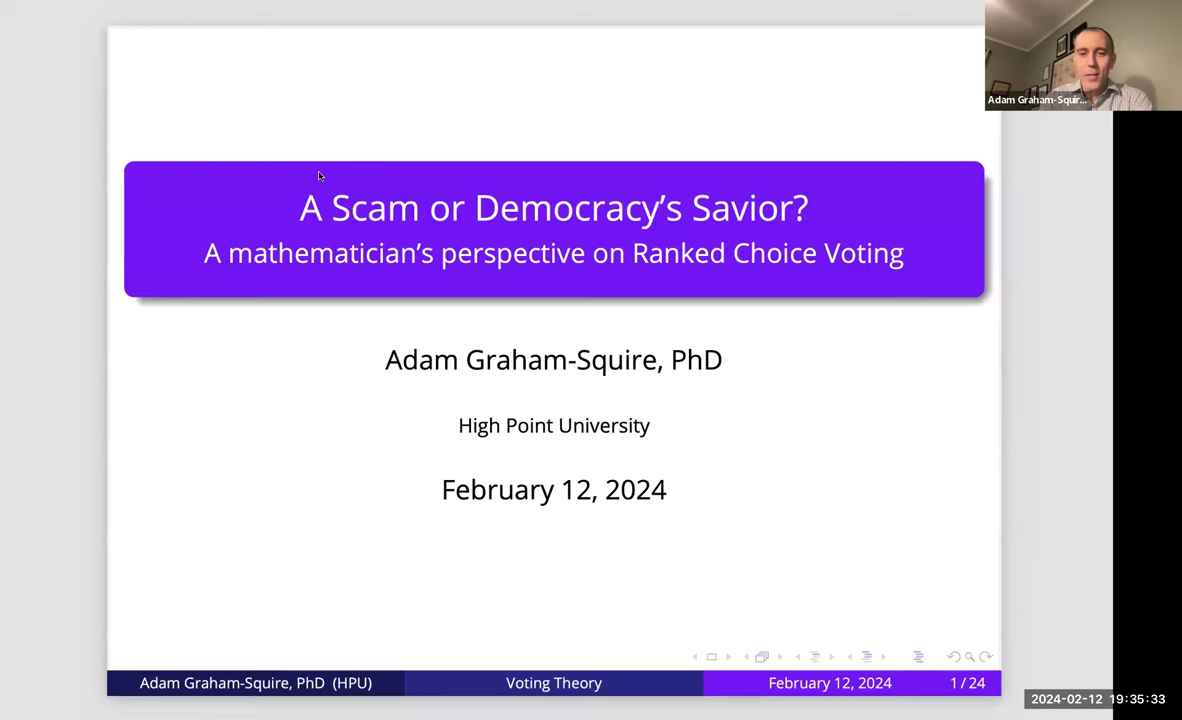 Adam Graham-Squir...
A Scam or Democracy’s Savior?
A mathematician’s perspective on Ranked Choice Voting
Adam Graham-Squire, PhD
High Point University
February 12, 2024
Adam Graham-Squire, PhD (HPU) Voting Theory February 12, 2024 1 / 24
2024-02-12 19:35:33